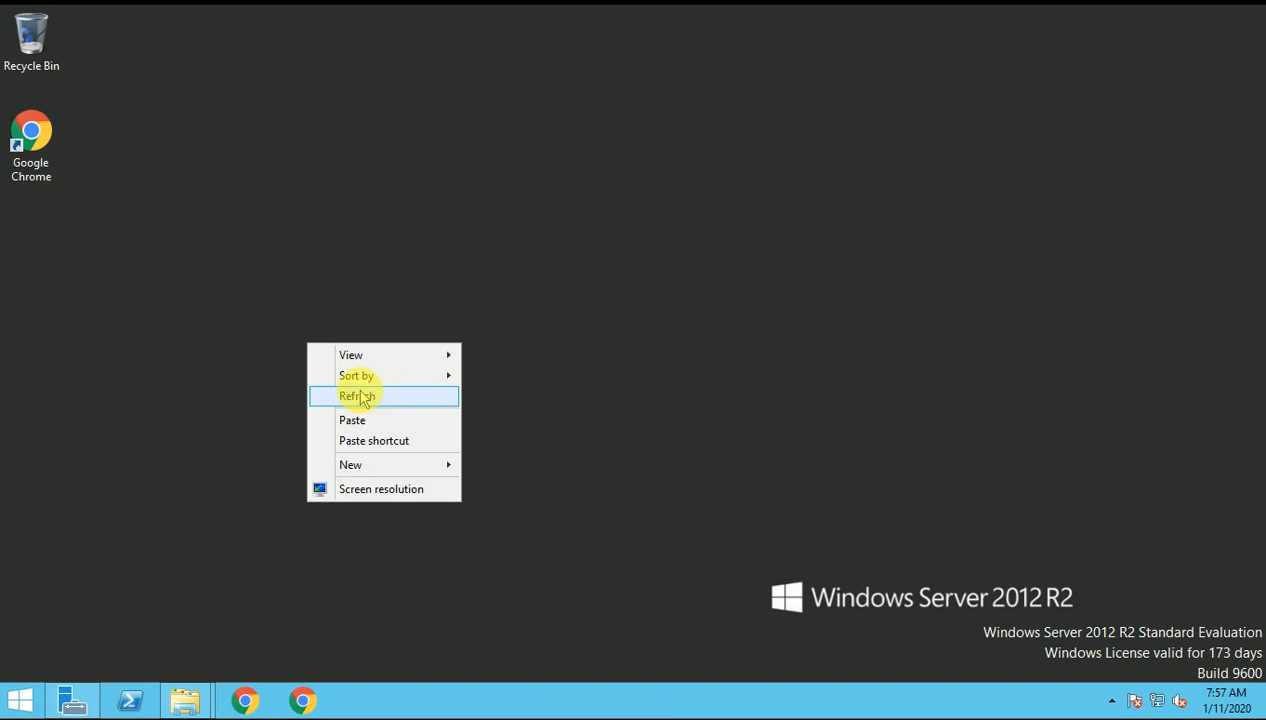 Recycle Bin
Google
Chrome
View
Sort by
Refresh
Paste
Paste shortcut
New
Screen resolution
Windows Server 2012 R2
Windows Server 2012 R2 Standard Evaluation
Windows License valid for 173 days
Build 9600
7:57 AM
1/11/2020